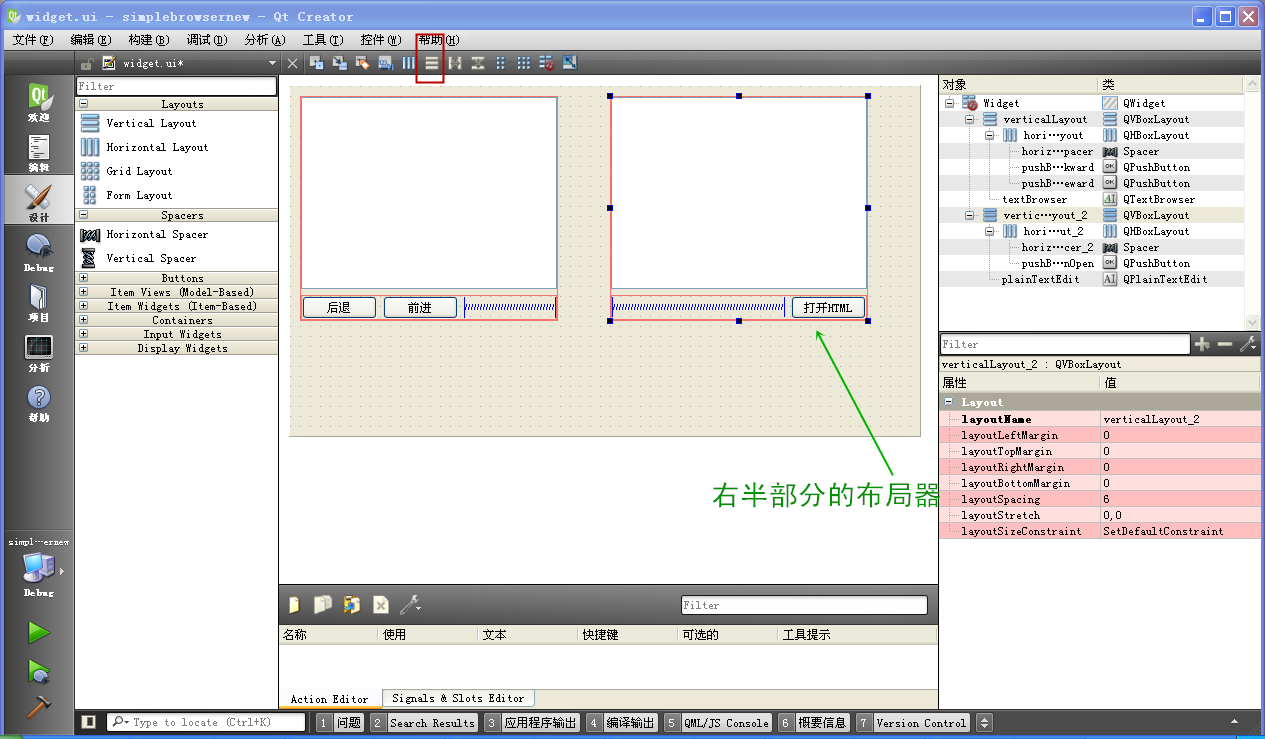 widget.ui - simplebrowsernew - Qt Creator
文件(F) 编辑(E) 构建(B) 调试(D) 分析(A) 工具(T) 控件(W) 帮助(H)
widget.ui*
欢迎
编辑
设计
Debug
项目
分析
帮助
simpl…ernew
Debug
Filter
Layouts
Vertical Layout
Horizontal Layout
Grid Layout
Form Layout
Spacers
Horizontal Spacer
Vertical Spacer
Buttons
Item Views (Model-Based)
Item Widgets (Item-Based)
Containers
Input Widgets
Display Widgets
后退 前进 打开HTML
右半部分的布局器
对象 类
Widget QWidget
verticalLayout QVBoxLayout
hori…yout QHBoxLayout
horiz…pacer Spacer
pushB…kward QPushButton
pushB…eward QPushButton
textBrowser QTextBrowser
vertic…yout_2 QVBoxLayout
hori…ut_2 QHBoxLayout
horiz…cer_2 Spacer
pushB…nOpen QPushButton
plainTextEdit QPlainTextEdit
Filter
verticalLayout_2 : QVBoxLayout
属性 值
Layout
layoutName verticalLayout_2
layoutLeftMargin 0
layoutTopMargin 0
layoutRightMargin 0
layoutBottomMargin 0
layoutSpacing 6
layoutStretch 0,0
layoutSizeConstraint SetDefaultConstraint
Filter
名称 使用 文本 快捷键 可选的 工具提示
Action Editor Signals & Slots Editor
Type to locate (Ctrl+K) 1 问题 2 Search Results 3 应用程序输出 4 编译输出 5 QML/JS Console 6 概要信息 7 Version Control